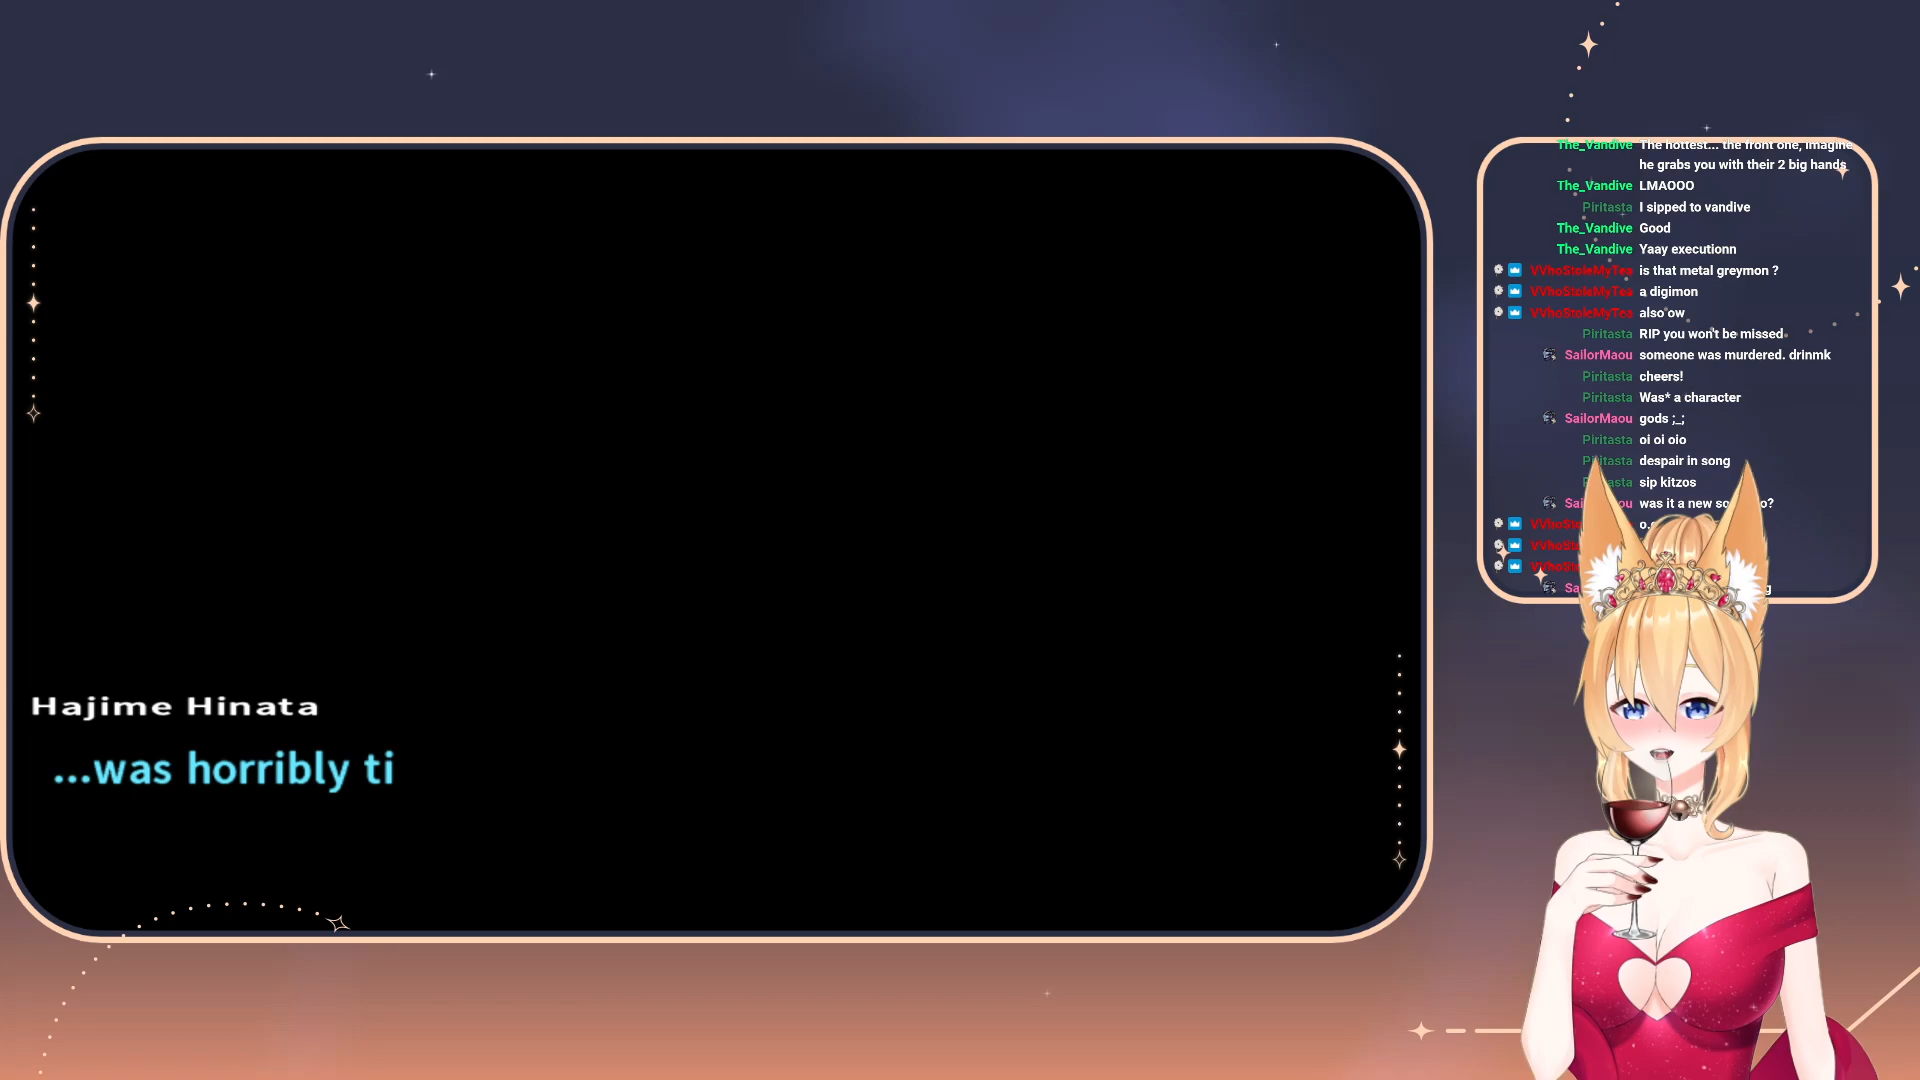 Hajime Hinata
...was horribly ti
The_Vandive The hottest... the front one, imagine
he grabs you with their 2 big hands
The_Vandive LMAOOO
Piritasta I sipped to vandive
The_Vandive Good
The_Vandive Yaay executionn
VVhoStoleMyTea is that metal greymon ?
VVhoStoleMyTea a digimon
VVhoStoleMyTea also ow
Piritasta RIP you won't be missed
SailorMaou someone was murdered. drinmk
Piritasta cheers!
Piritasta Was* a character
SailorMaou gods ;_;
Piritasta oi oi oio
despair in song
sip kitzos
was it a new